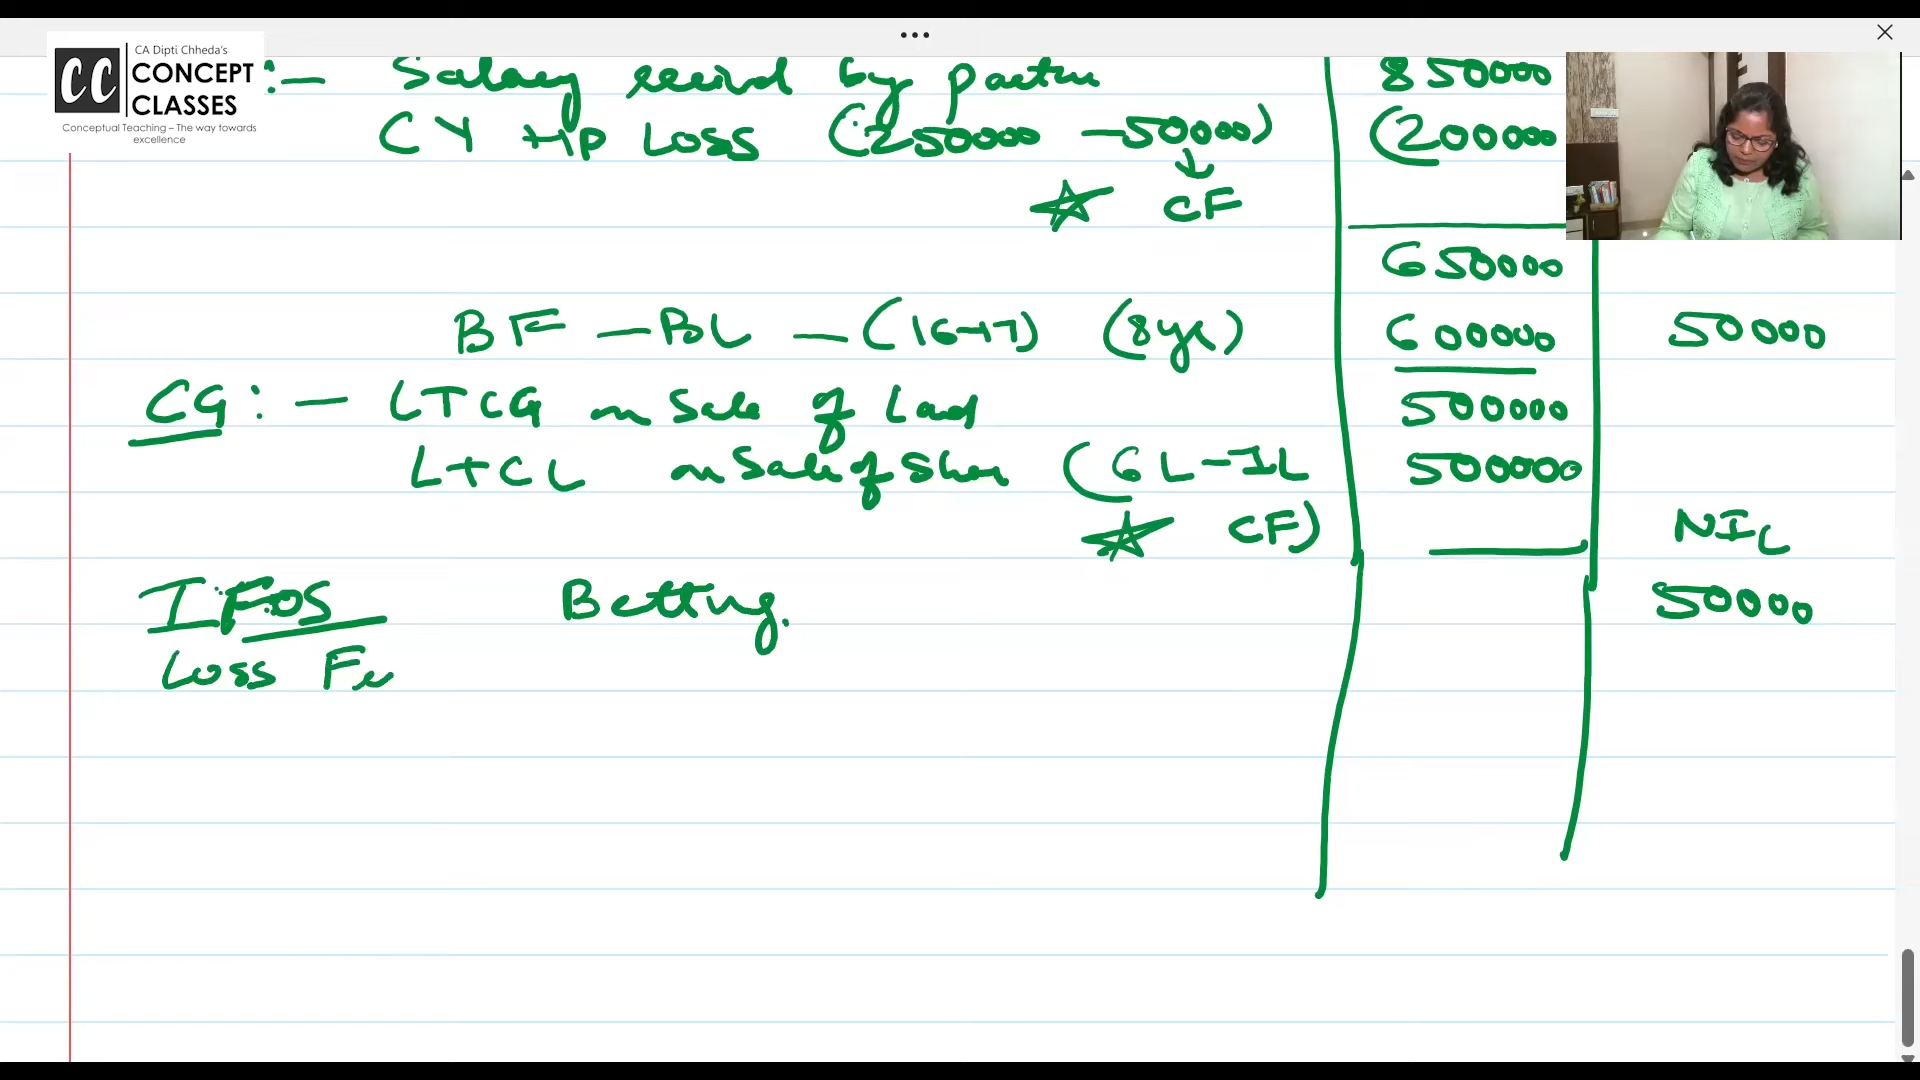 CC
CA Dipti Chheda's
CONCEPT
CLASSES
Conceptual Teaching – The way towards
excellence
:– Salary received by partner 850000
CY HP Loss (250000 – 50000) (200000
↓
☆ CF
650000
BF – BL – (16-17) (8yr) 600000 50000
CG :– LTCG on Sale of Land 500000
LTCL on Sale of Share (6L–1L 500000
☆ CF) NIL
IFOS Betting. 50000
Loss Fr